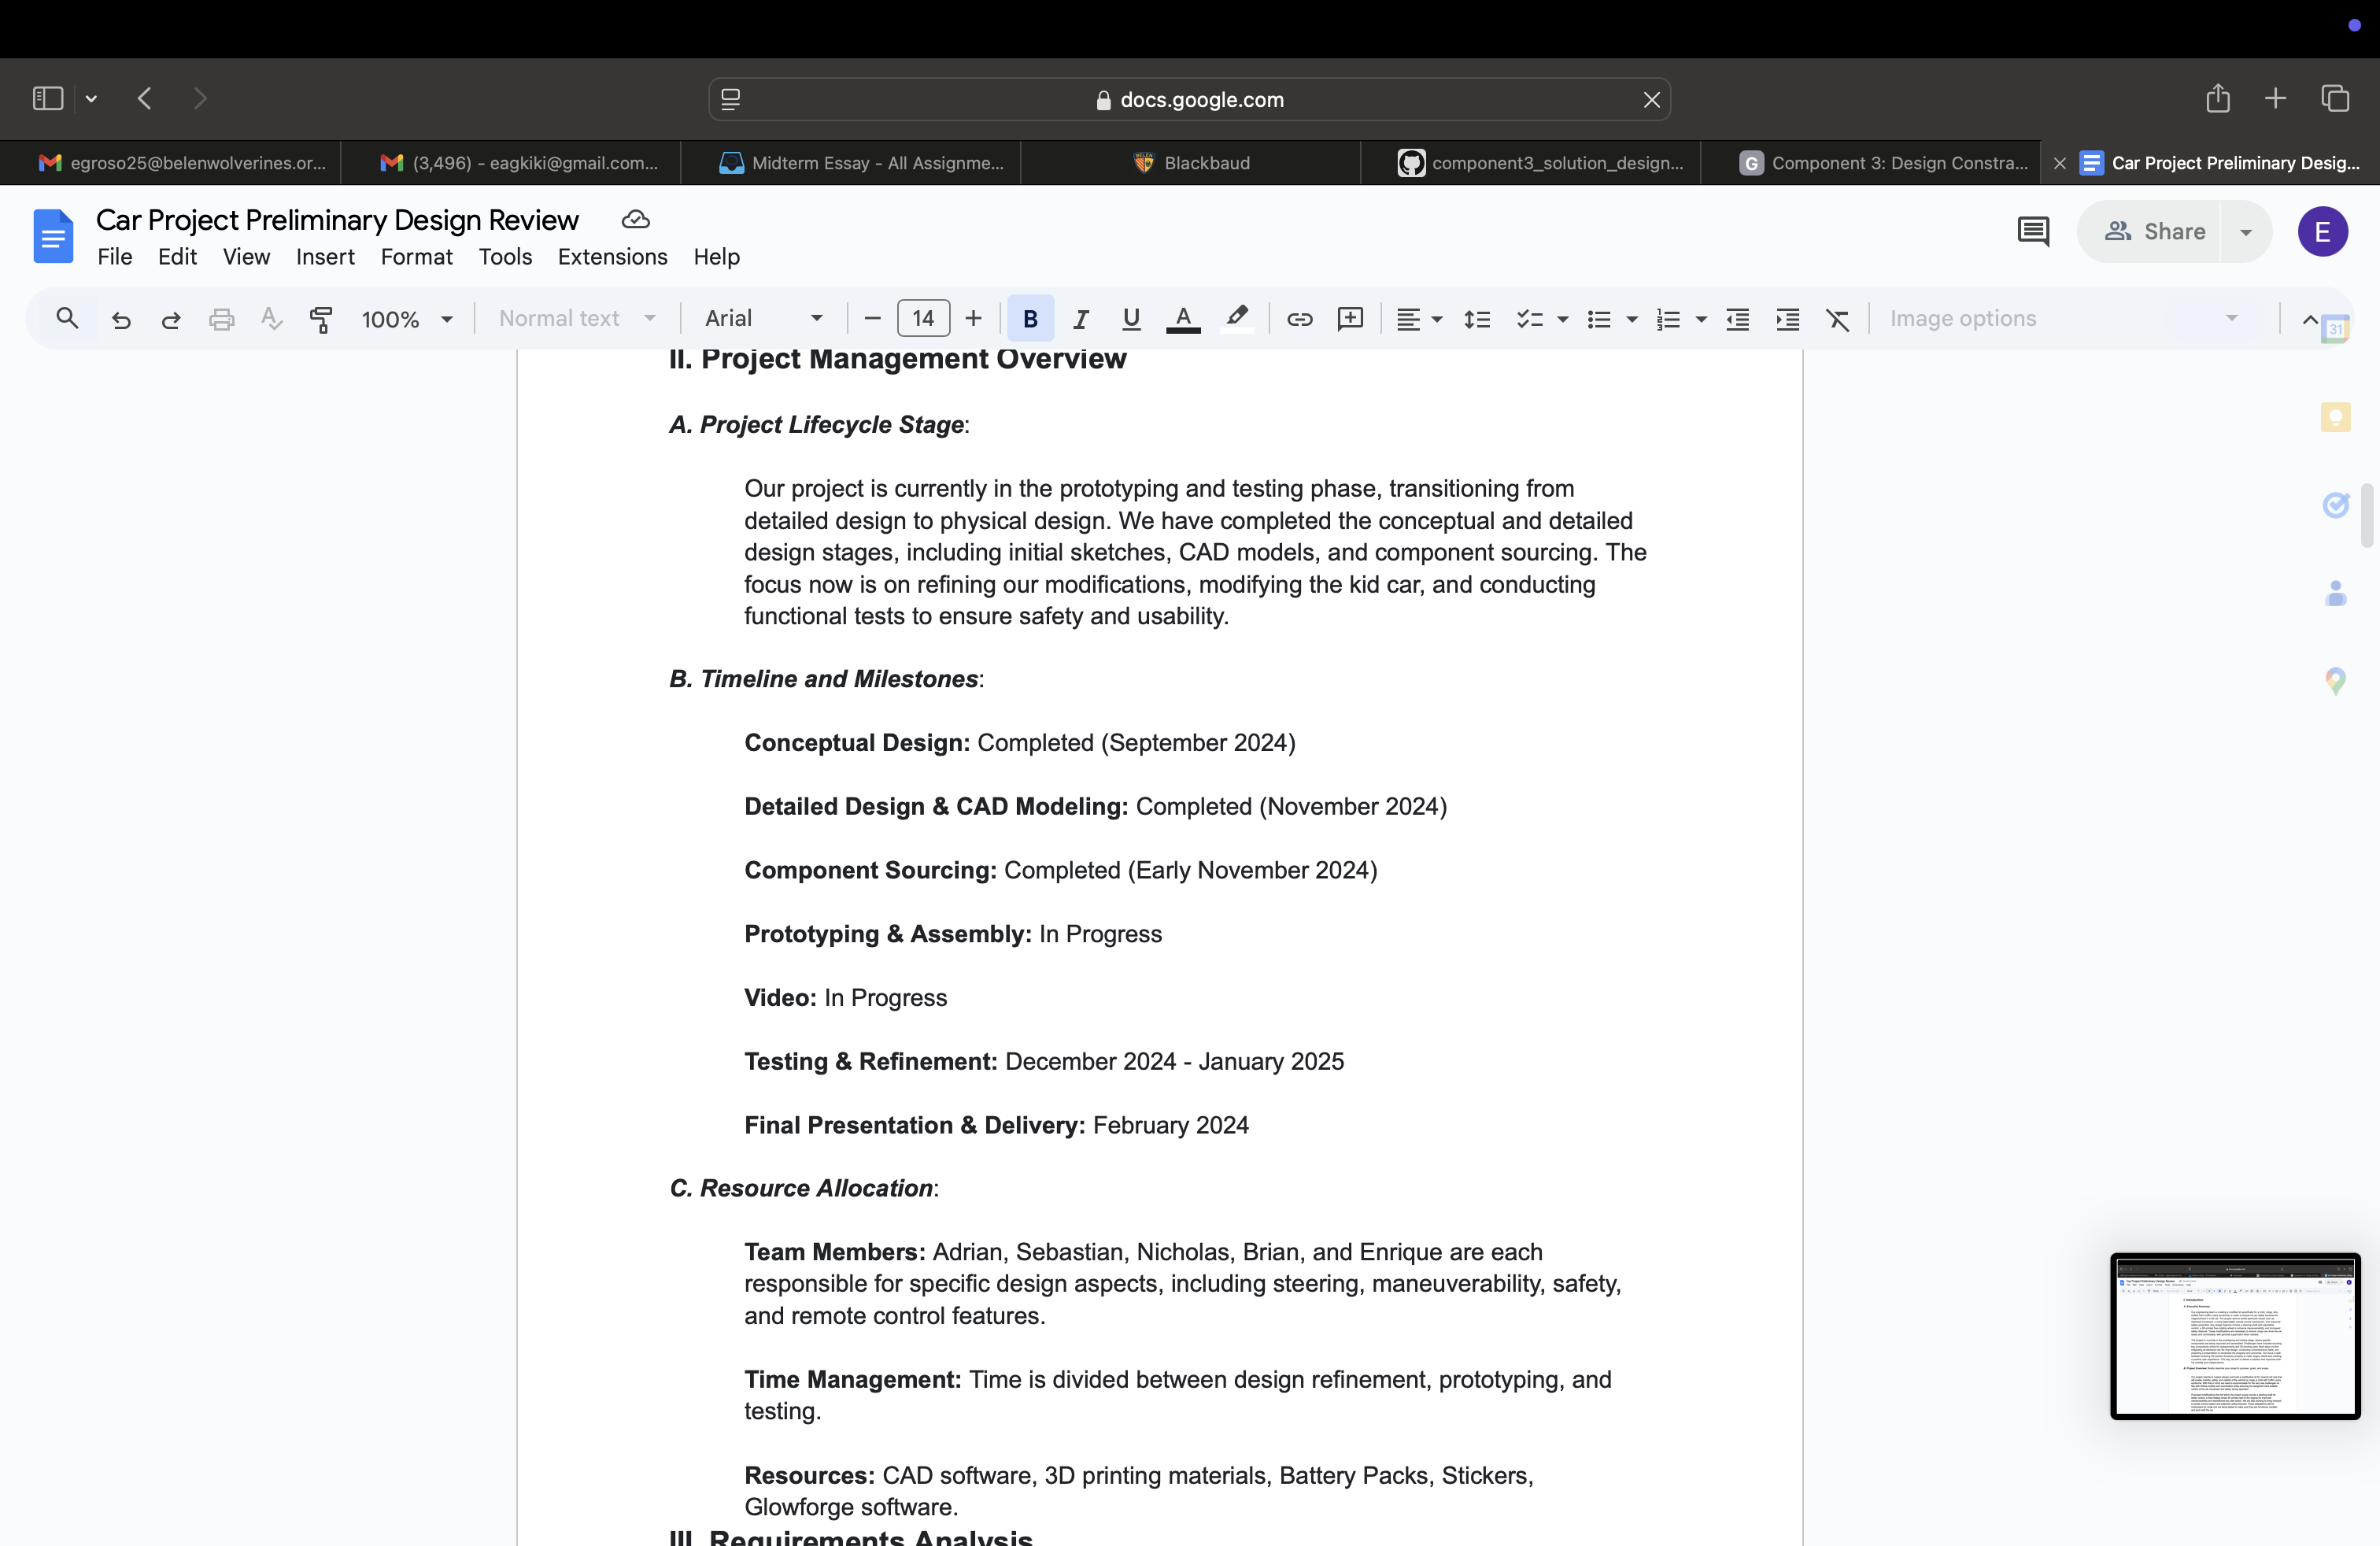 docs.google.com
egroso25@belenwolverines.or...
(3,496) - eagkiki@gmail.com...
Midterm Essay - All Assignme...
Blackbaud
component3_solution_design...
G Component 3: Design Constra...
Car Project Preliminary Desig...
Car Project Preliminary Design Review
Share
E
File Edit View Insert Format Tools Extensions Help
100% Normal text Arial 14 B I U A Image options
31
II. Project Management Overview
A. Project Lifecycle Stage:
Our project is currently in the prototyping and testing phase, transitioning from
detailed design to physical design. We have completed the conceptual and detailed
design stages, including initial sketches, CAD models, and component sourcing. The
focus now is on refining our modifications, modifying the kid car, and conducting
functional tests to ensure safety and usability.
B. Timeline and Milestones:
Conceptual Design: Completed (September 2024)
Detailed Design & CAD Modeling: Completed (November 2024)
Component Sourcing: Completed (Early November 2024)
Prototyping & Assembly: In Progress
Video: In Progress
Testing & Refinement: December 2024 - January 2025
Final Presentation & Delivery: February 2024
C. Resource Allocation:
Team Members: Adrian, Sebastian, Nicholas, Brian, and Enrique are each
responsible for specific design aspects, including steering, maneuverability, safety,
and remote control features.
Time Management: Time is divided between design refinement, prototyping, and
testing.
Resources: CAD software, 3D printing materials, Battery Packs, Stickers,
Glowforge software.
III. Requirements Analysis